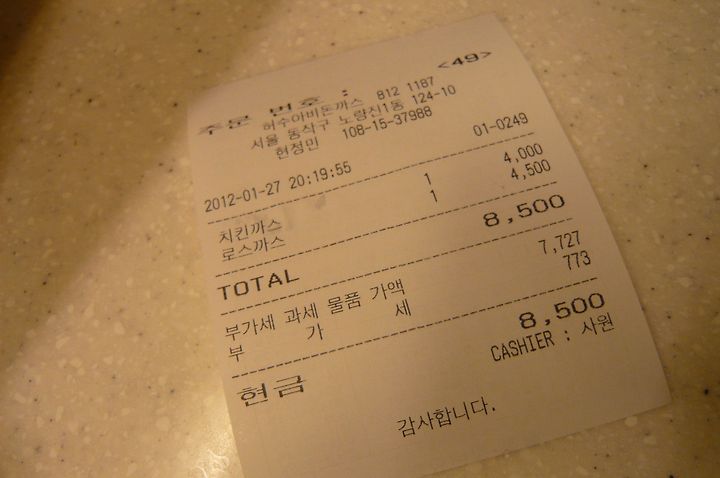 주문 번호 : <49>
허수아비돈까스 812 1187
서울 동작구 노량진1동 124-10
현정민 108-15-37988
2012-01-27 20:19:55 01-0249
치킨까스 1 4,000
로스까스 1 4,500
TOTAL 8,500
부가세 과세 물품 가액 7,727
부 가 세 773
현금 8,500
CASHIER : 사원
감사합니다.